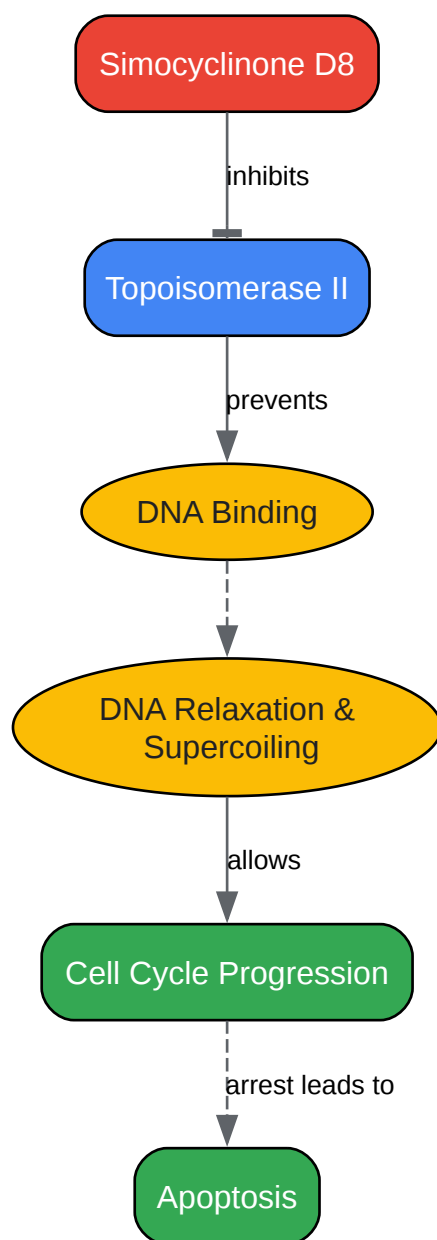 Simocyclinone D8
inhibits
Topoisomerase II
prevents
DNA Binding
DNA Relaxation &
Supercoiling
allows
Cell Cycle Progression
arrest leads to
Apoptosis